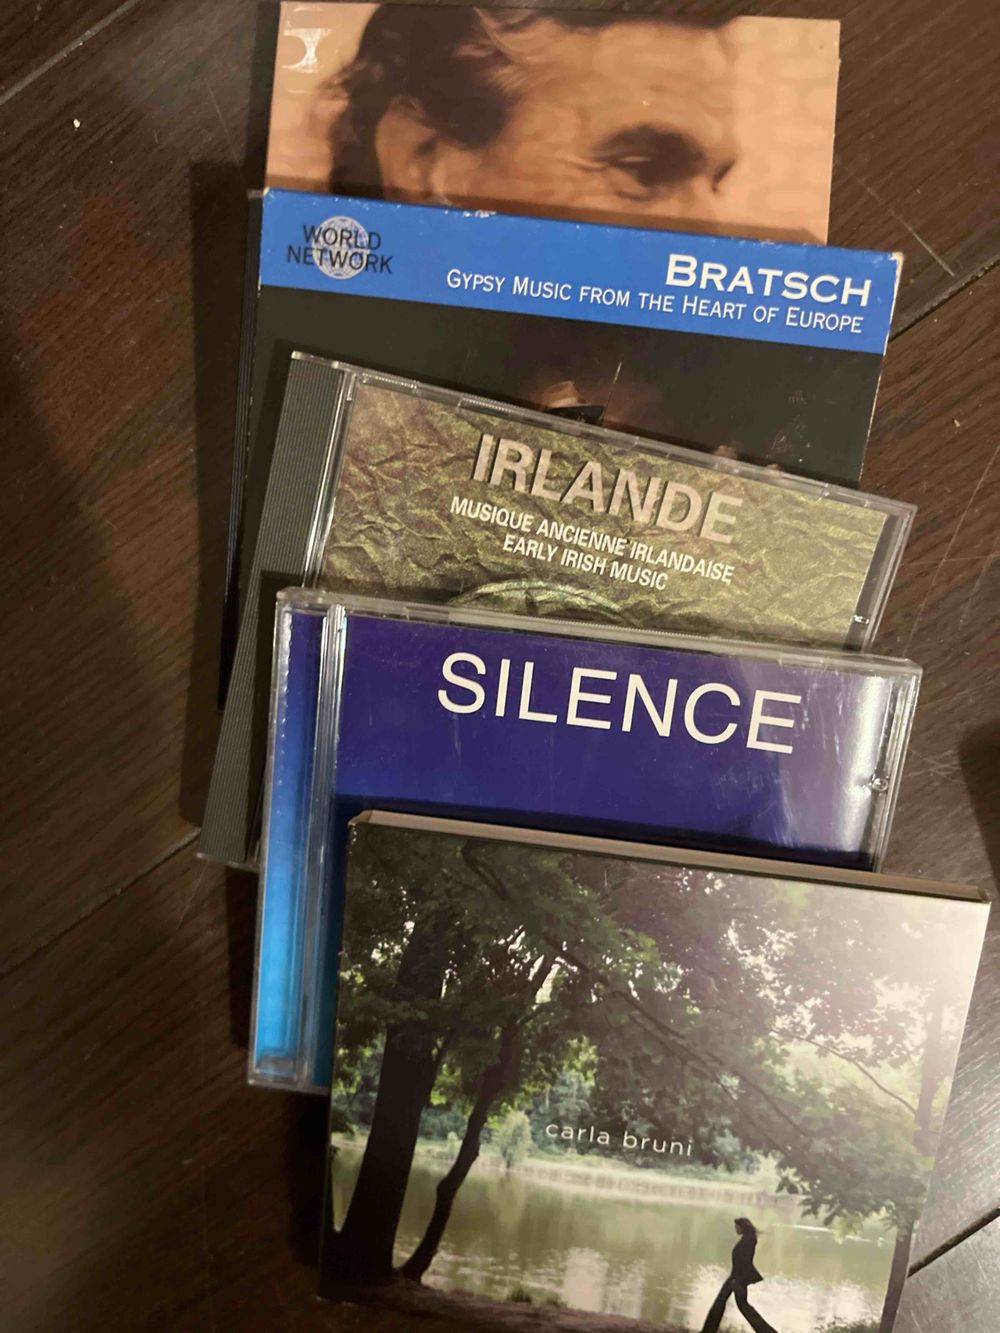 WORLD
NETWORK
BRATSCH
GYPSY MUSIC FROM THE HEART OF EUROPE
IRLANDE
MUSIQUE ANCIENNE IRLANDAISE
EARLY IRISH MUSIC
SILENCE
carla bruni